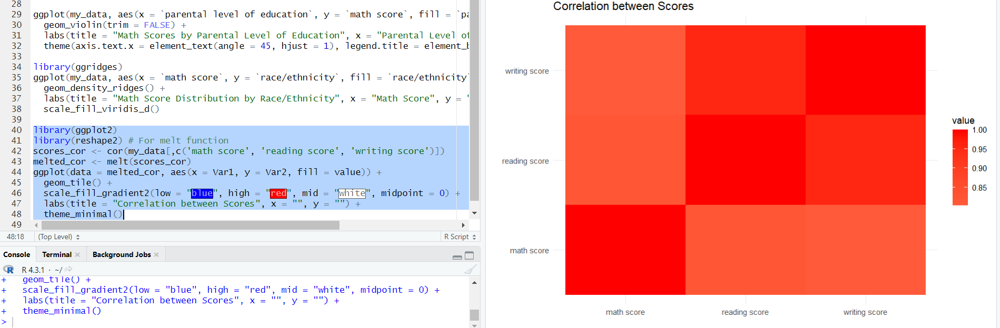 28
29 ggplot(my_data, aes(x = `parental level of education`, y = `math score`, fill = `pa
30 geom_violin(trim = FALSE) +
31 labs(title = "Math Scores by Parental Level of Education", x = "Parental Level of
32 theme(axis.text.x = element_text(angle = 45, hjust = 1), legend.title = element_b
33
34 library(ggridges)
35 ggplot(my_data, aes(x = `math score`, y = `race/ethnicity`, fill = `race/ethnicity`
36 geom_density_ridges() +
37 labs(title = "Math Score Distribution by Race/Ethnicity", x = "Math Score", y = "
38 scale_fill_viridis_d()
39
40 library(ggplot2)
41 library(reshape2) # For melt function
42 scores_cor <- cor(my_data[,c('math score', 'reading score', 'writing score')])
43 melted_cor <- melt(scores_cor)
44 ggplot(data = melted_cor, aes(x = Var1, y = Var2, fill = value)) +
45 geom_tile() +
46 scale_fill_gradient2(low = "blue", high = "red", mid = "white", midpoint = 0) +
47 labs(title = "Correlation between Scores", x = "", y = "") +
48 theme_minimal()
49
48:18 (Top Level) R Script
Console Terminal Background Jobs
R R 4.3.1 · ~/
+ geom_tile() +
+ scale_fill_gradient2(low = "blue", high = "red", mid = "white", midpoint = 0) +
+ labs(title = "Correlation between Scores", x = "", y = "") +
+ theme_minimal()
>
Correlation between Scores
writing score
reading score
math score
math score reading score writing score
value
1.00
0.95
0.90
0.85